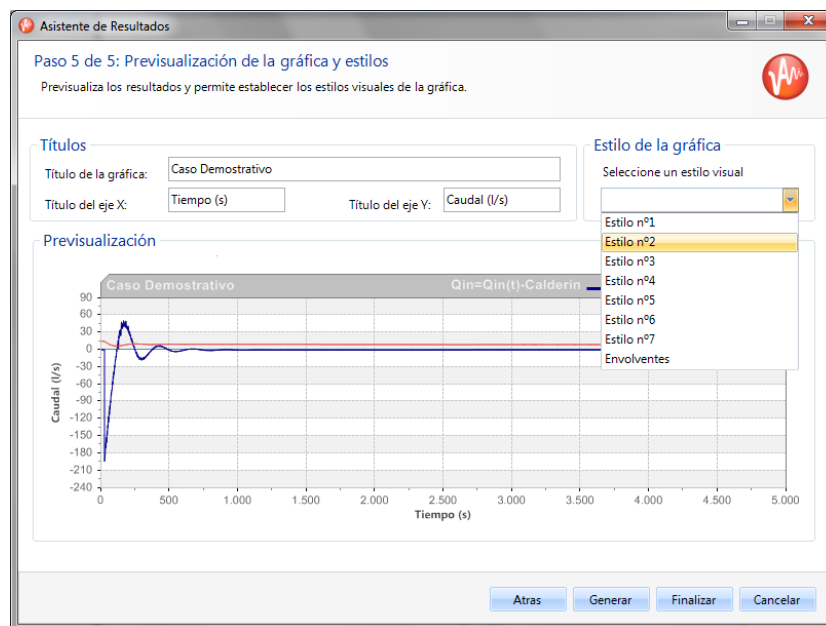 Asistente de Resultados
Paso 5 de 5: Previsualización de la gráfica y estilos
Previsualiza los resultados y permite establecer los estilos visuales de la gráfica.
Títulos
Título de la gráfica: Caso Demostrativo
Título del eje X: Tiempo (s) Título del eje Y: Caudal (l/s)
Estilo de la gráfica
Seleccione un estilo visual
Estilo nº1
Estilo nº2
Estilo nº3
Estilo nº4
Estilo nº5
Estilo nº6
Estilo nº7
Envolventes
Previsualización
Caso Demostrativo Qin=Qin(t)-Calderin
Caudal (l/s)
90
60
30
0
-30
-60
-90
-120
-150
-180
-210
-240
0 500 1.000 1.500 2.000 2.500 3.000 3.500 4.000 4.500 5.000
Tiempo (s)
Atras Generar Finalizar Cancelar